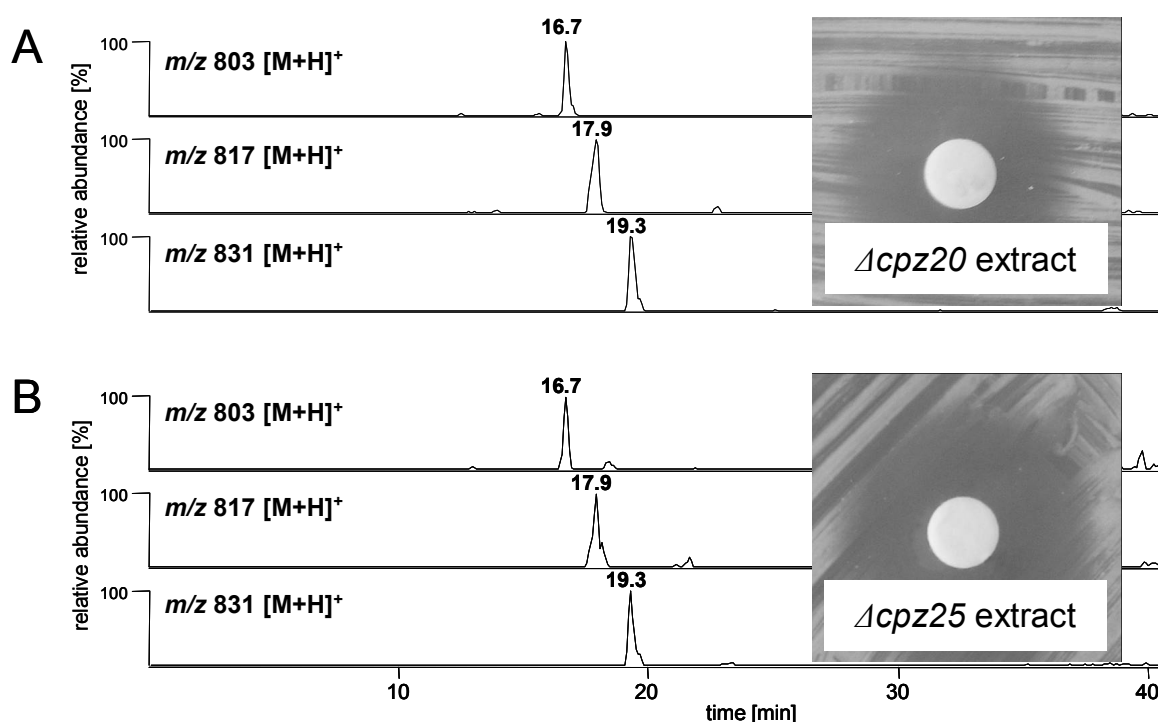 A
relative abundance [%]
100
m/z 803 [M+H]+
16.7
100
m/z 817 [M+H]+
17.9
100
m/z 831 [M+H]+
19.3
Δcpz20 extract
B
relative abundance [%]
100
m/z 803 [M+H]+
16.7
100
m/z 817 [M+H]+
17.9
100
m/z 831 [M+H]+
19.3
Δcpz25 extract
10
20
30
40
time [min]